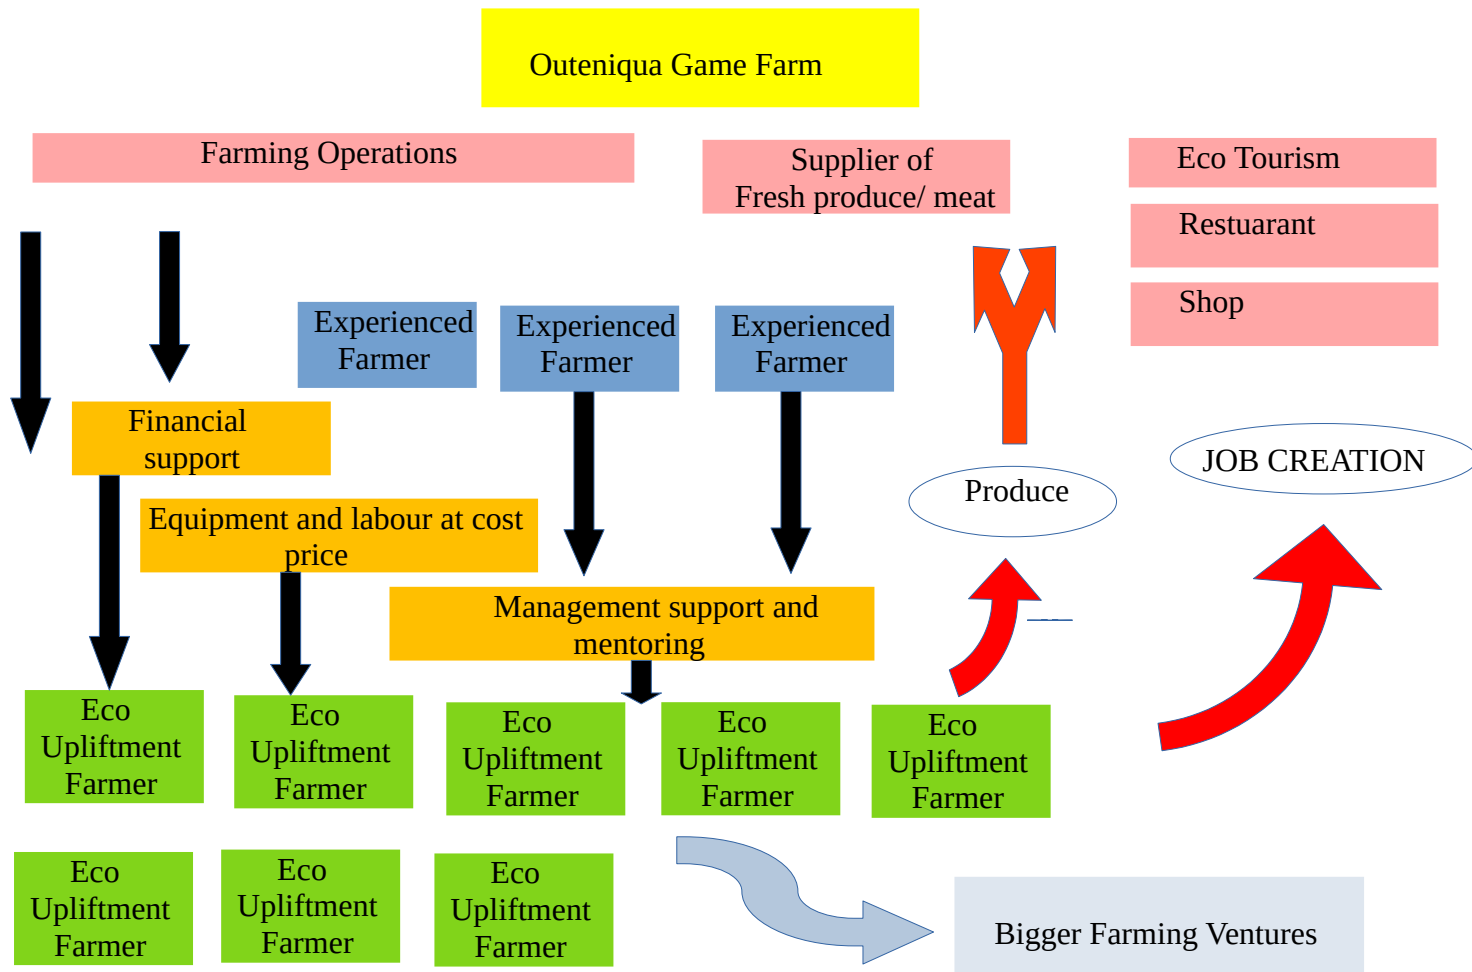 Outeniqua Game Farm
Farming Operations
Supplier of
Fresh produce/ meat
Eco Tourism
Restuarant
Shop
Experienced
Farmer
Experienced
Farmer
Experienced
Farmer
Financial
support
Equipment and labour at cost
price
Management support and
mentoring
Produce
JOB CREATION
Eco
Upliftment
Farmer
Eco
Upliftment
Farmer
Eco
Upliftment
Farmer
Eco
Upliftment
Farmer
Eco
Upliftment
Farmer
Eco
Upliftment
Farmer
Eco
Upliftment
Farmer
Eco
Upliftment
Farmer
Bigger Farming Ventures